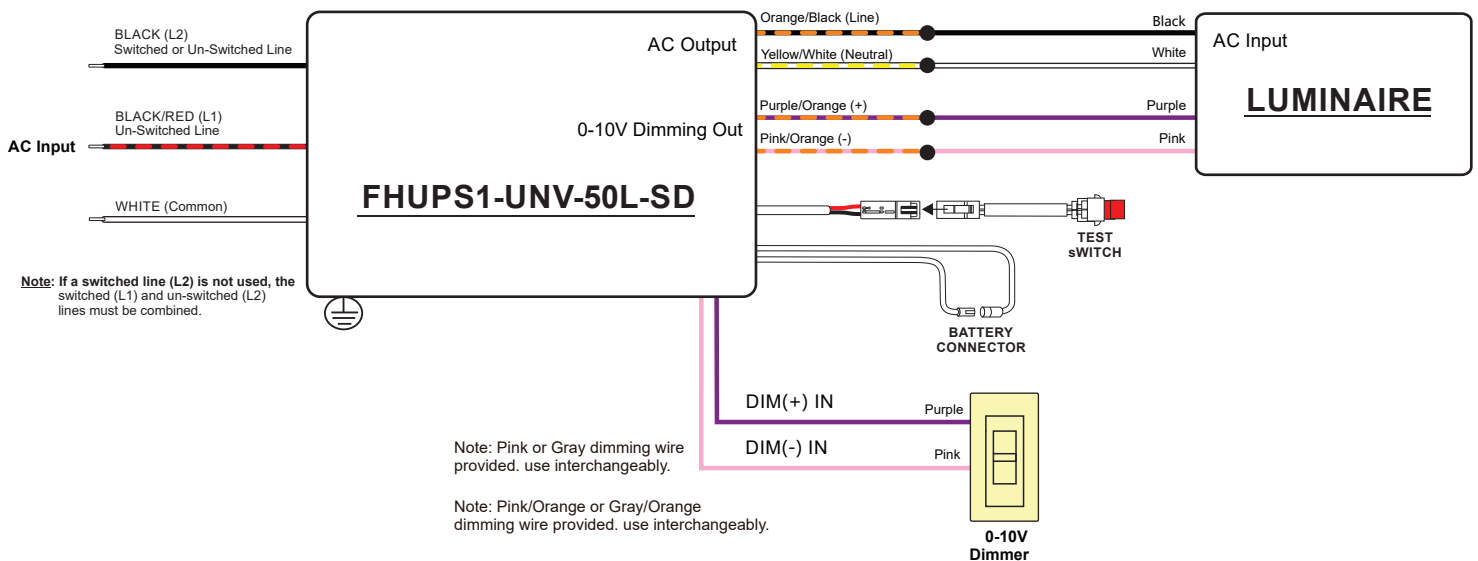 BLACK (L2)
Switched or Un-Switched Line
BLACK/RED (L1)
Un-Switched Line
AC Input
WHITE (Common)
Note: If a switched line (L2) is not used, the
switched (L1) and un-switched (L2)
lines must be combined.
AC Output
0-10V Dimming Out
FHUPS1-UNV-50L-SD
Orange/Black (Line)
Yellow/White (Neutral)
Purple/Orange (+)
Pink/Orange (-)
Black
White
Purple
Pink
AC Input
LUMINAIRE
TEST
sWITCH
BATTERY
CONNECTOR
DIM(+) IN
Purple
DIM(-) IN
Pink
Note: Pink or Gray dimming wire
provided. use interchangeably.
Note: Pink/Orange or Gray/Orange
dimming wire provided. use interchangeably.
0-10V
Dimmer